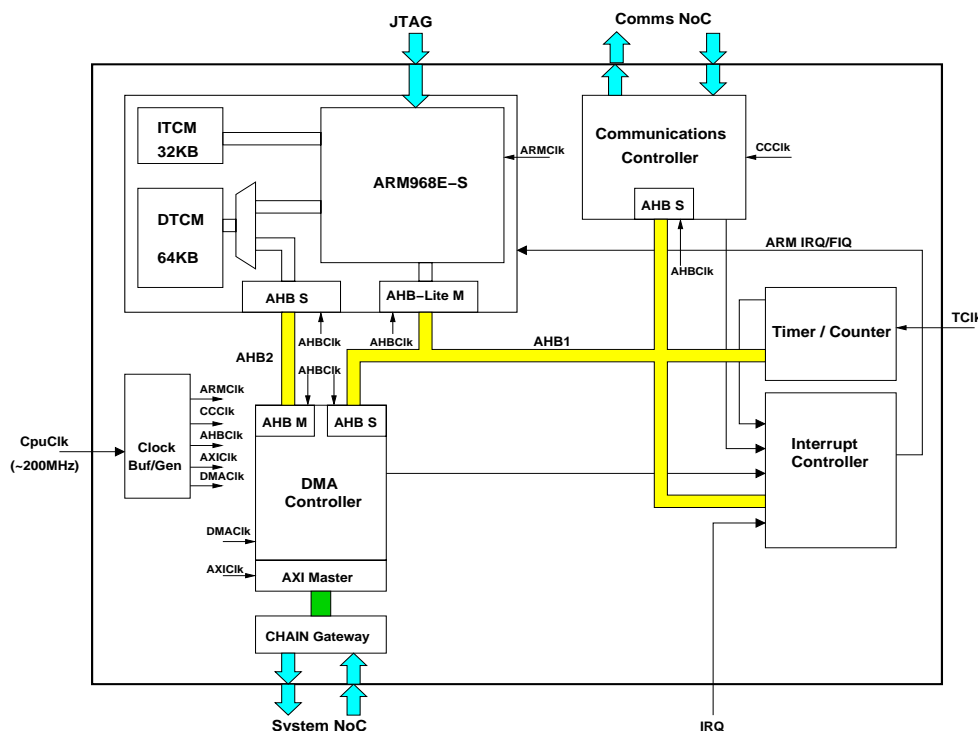 JTAG
Comms NoC
ITCM
32KB
DTCM
64KB
ARM968E-S
ARMClk
AHB S
AHB-Lite M
AHBClk
AHBClk
Communications
Controller
CCClk
AHB S
AHBClk
ARM IRQ/FIQ
Timer / Counter
TClk
AHB1
AHB2
AHBClk
CpuClk
(~200MHz)
Clock
Buf/Gen
ARMClk
CCClk
AHBClk
AXIClk
DMAClk
AHB M
AHB S
DMA
Controller
DMAClk
AXIClk
AXI Master
CHAIN Gateway
Interrupt
Controller
System NoC
IRQ